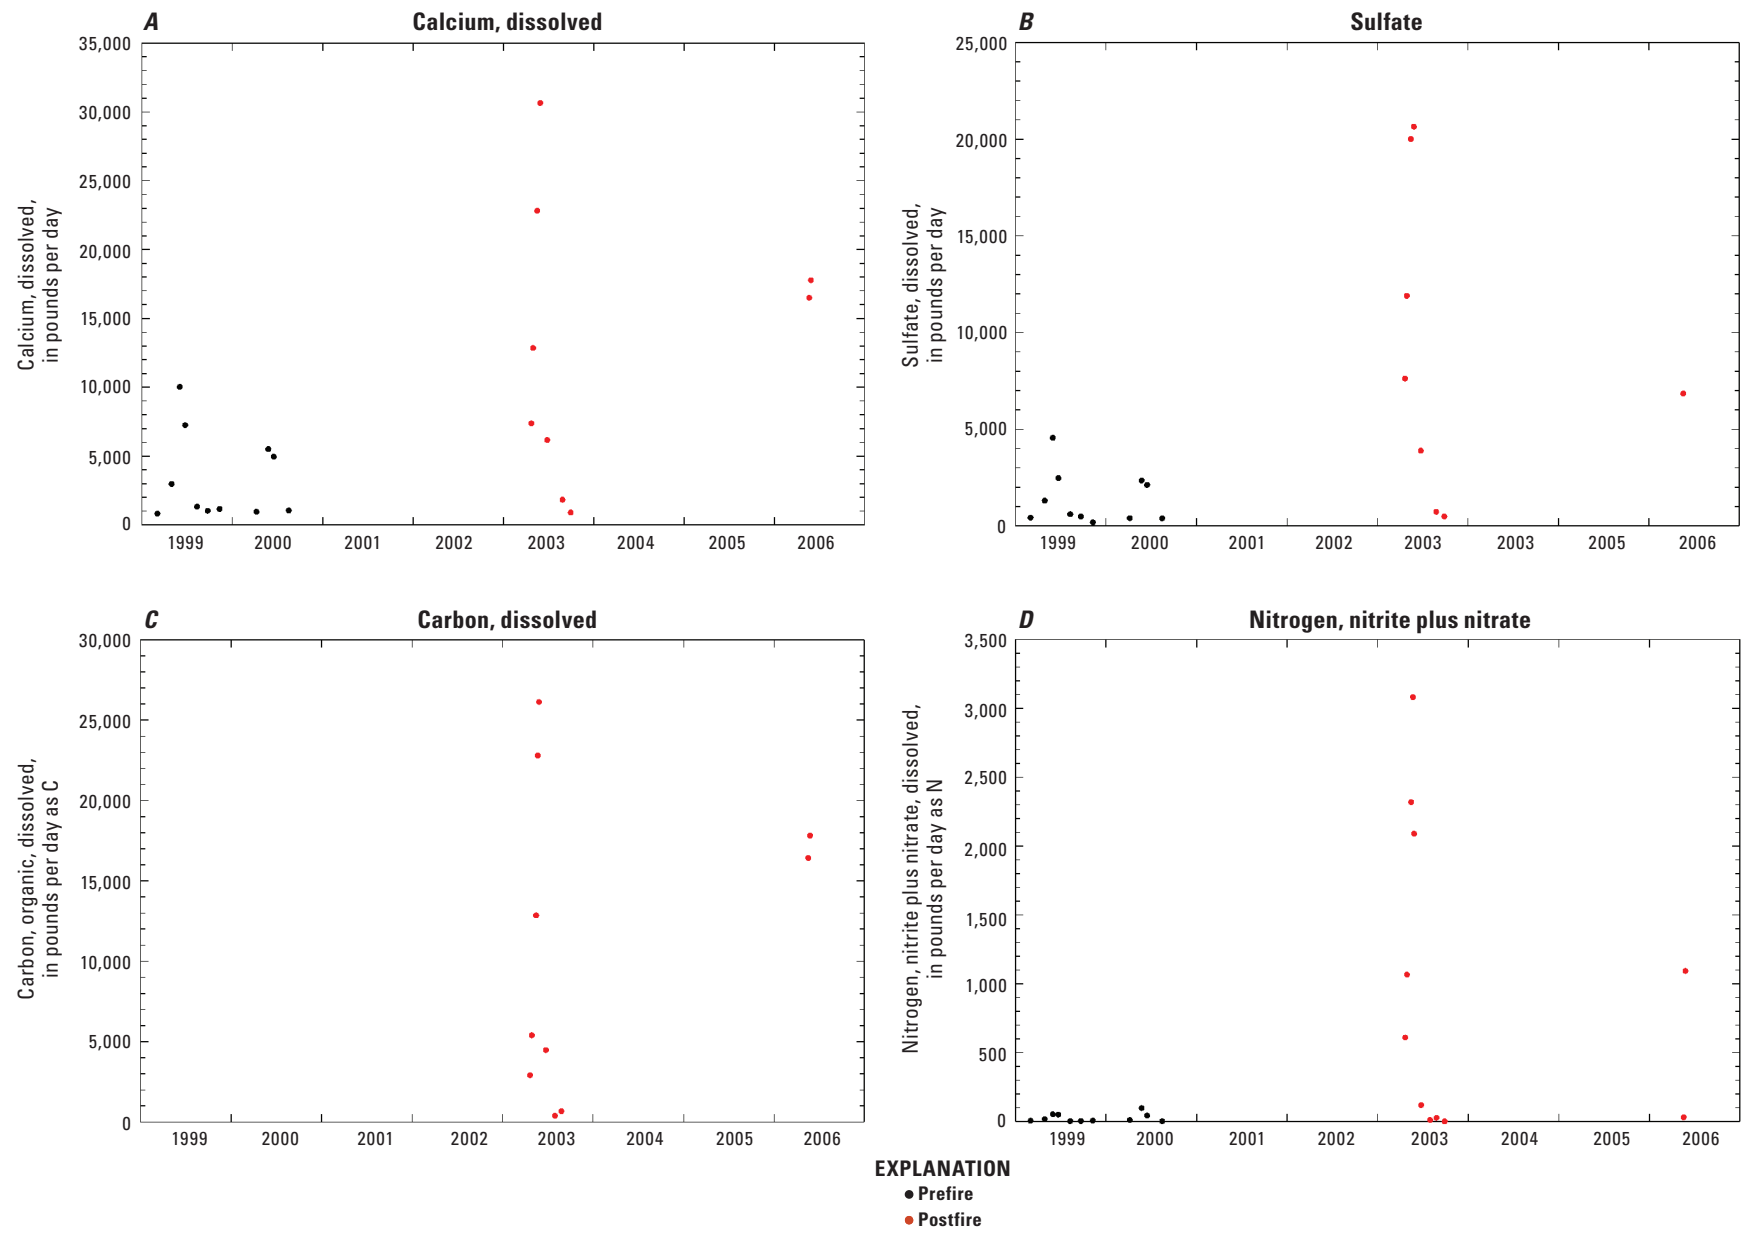 A Calcium, dissolved
35,000
30,000
25,000
20,000
15,000
10,000
5,000
0
Calcium, dissolved,
in pounds per day
1999 2000 2001 2002 2003 2004 2005 2006
B Sulfate
25,000
20,000
15,000
10,000
5,000
0
Sulfate, dissolved,
in pounds per day
1999 2000 2001 2002 2003 2003 2005 2006
C Carbon, dissolved
30,000
25,000
20,000
15,000
10,000
5,000
0
Carbon, organic, dissolved,
in pounds per day as C
1999 2000 2001 2002 2003 2004 2005 2006
D Nitrogen, nitrite plus nitrate
3,500
3,000
2,500
2,000
1,500
1,000
500
0
Nitrogen, nitrite plus nitrate, dissolved,
in pounds per day as N
1999 2000 2001 2002 2003 2004 2005 2006
EXPLANATION
Prefire
Postfire